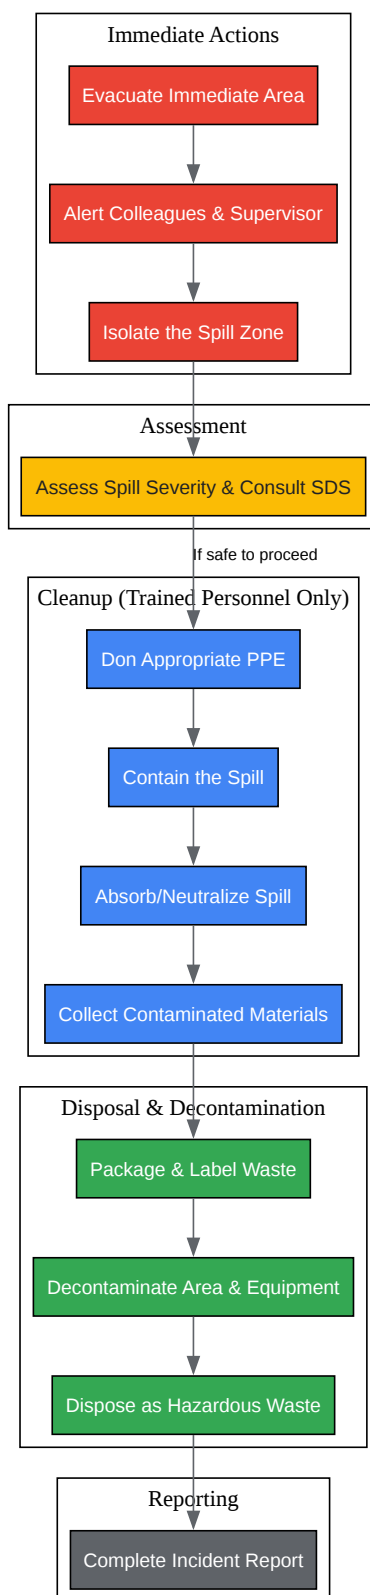 Immediate Actions
Evacuate Immediate Area
Alert Colleagues & Supervisor
Isolate the Spill Zone
Assessment
Assess Spill Severity & Consult SDS
If safe to proceed
Cleanup (Trained Personnel Only)
Don Appropriate PPE
Contain the Spill
Absorb/Neutralize Spill
Collect Contaminated Materials
Disposal & Decontamination
Package & Label Waste
Decontaminate Area & Equipment
Dispose as Hazardous Waste
Reporting
Complete Incident Report